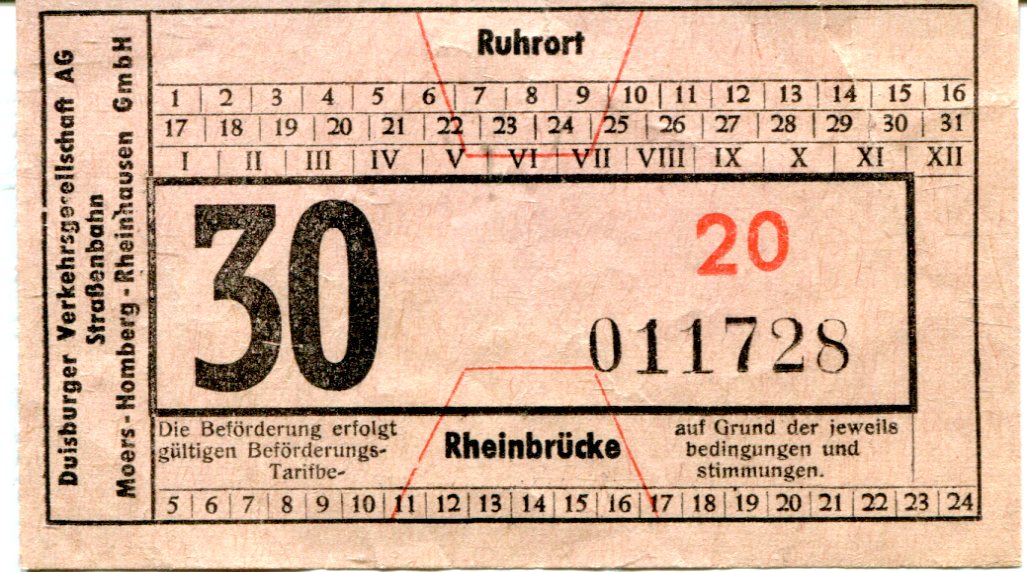 Duisburger Verkehrsgesellschaft AG
Straßenbahn
Moers-Homberg-Rheinhausen GmbH
Ruhrort
1 | 2 | 3 | 4 | 5 | 6 | 7 | 8 | 9 | 10 | 11 | 12 | 13 | 14 | 15 | 16
17 | 18 | 19 | 20 | 21 | 22 | 23 | 24 | 25 | 26 | 27 | 28 | 29 | 30 | 31
I | II | III | IV | V | VI | VII | VIII | IX | X | XI | XII
30
20
011728
Die Beförderung erfolgt
gültigen Beförderungs-
Tarifbe-
Rheinbrücke
auf Grund der jeweils
bedingungen und
stimmungen.
5 | 6 | 7 | 8 | 9 | 10 | 11 | 12 | 13 | 14 | 15 | 16 | 17 | 18 | 19 | 20 | 21 | 22 | 23 | 24